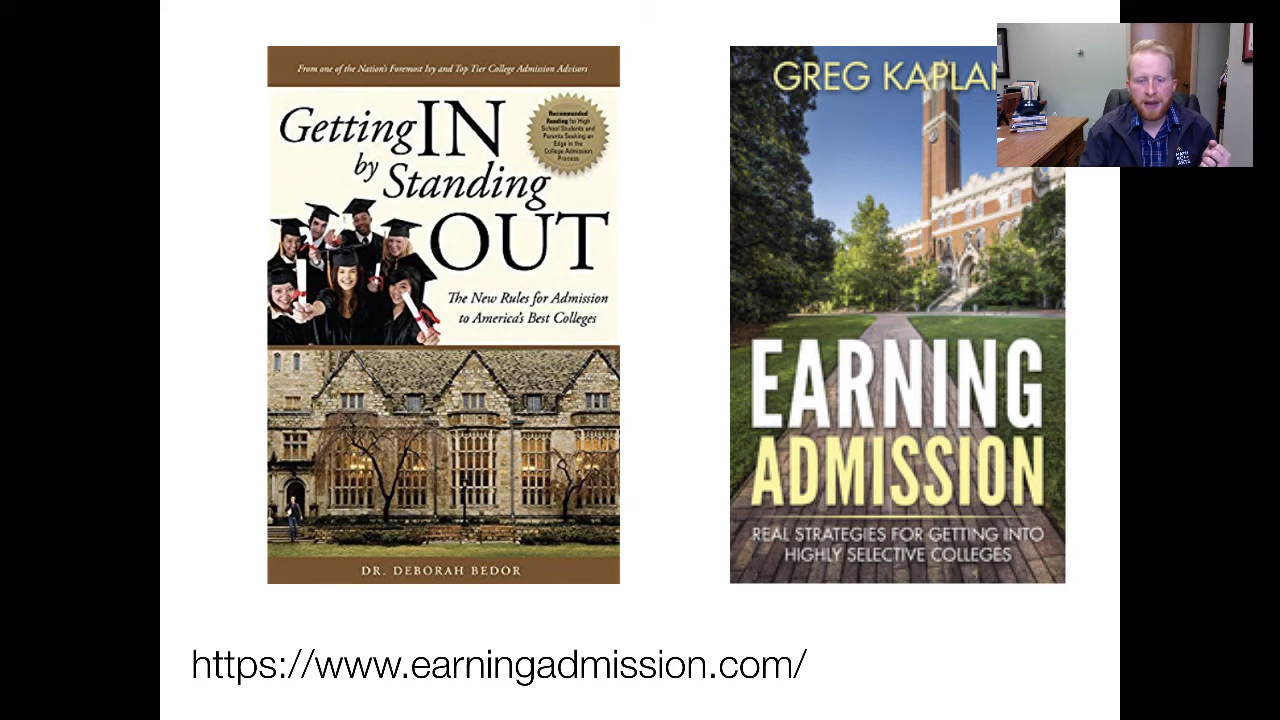 From one of the Nation's Foremost Ivy and Top Tier College Admission Advisors
Getting IN
by Standing
OUT
Recommended
Reading for High
School Students and
Parents Seeking an
Edge in the
College Admission
Process
The New Rules for Admission
to America's Best Colleges
DR. DEBORAH BEDOR
GREG KAPLAN
EARNING
ADMISSION
REAL STRATEGIES FOR GETTING INTO
HIGHLY SELECTIVE COLLEGES
https://www.earningadmission.com/